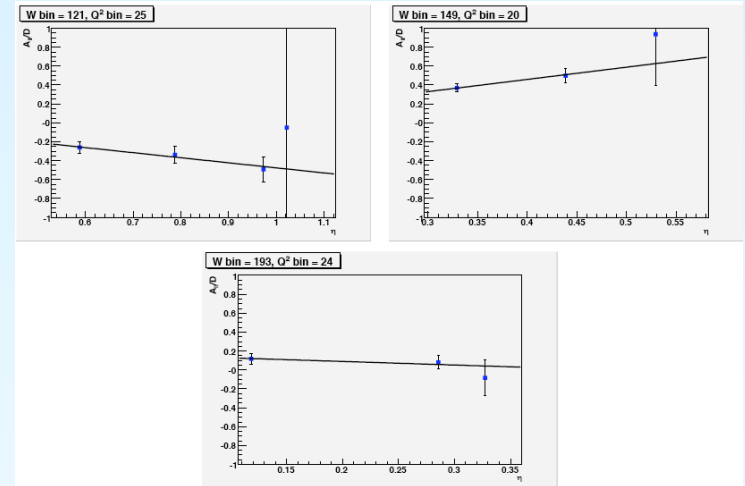 W bin = 121, Q² bin = 25
A₁/D
1
0.8
0.6
0.4
0.2
-0
-0.2
-0.4
-0.6
-0.8
-1
0.6 0.7 0.8 0.9 1 1.1
η
W bin = 149, Q² bin = 20
A₁/D
1
0.8
0.6
0.4
0.2
-0
-0.2
-0.4
-0.6
-0.8
-1
0.3 0.35 0.4 0.45 0.5 0.55
η
W bin = 193, Q² bin = 24
A₁/D
1
0.8
0.6
0.4
0.2
-0
-0.2
-0.4
-0.6
-0.8
-1
0.15 0.2 0.25 0.3 0.35
η